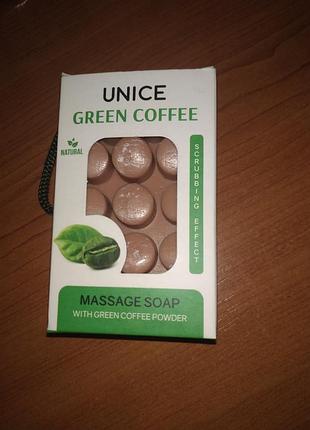 UNICE
GREEN COFFEE
NATURAL
SCRUBBING EFFECT
MASSAGE SOAP
WITH GREEN COFFEE POWDER